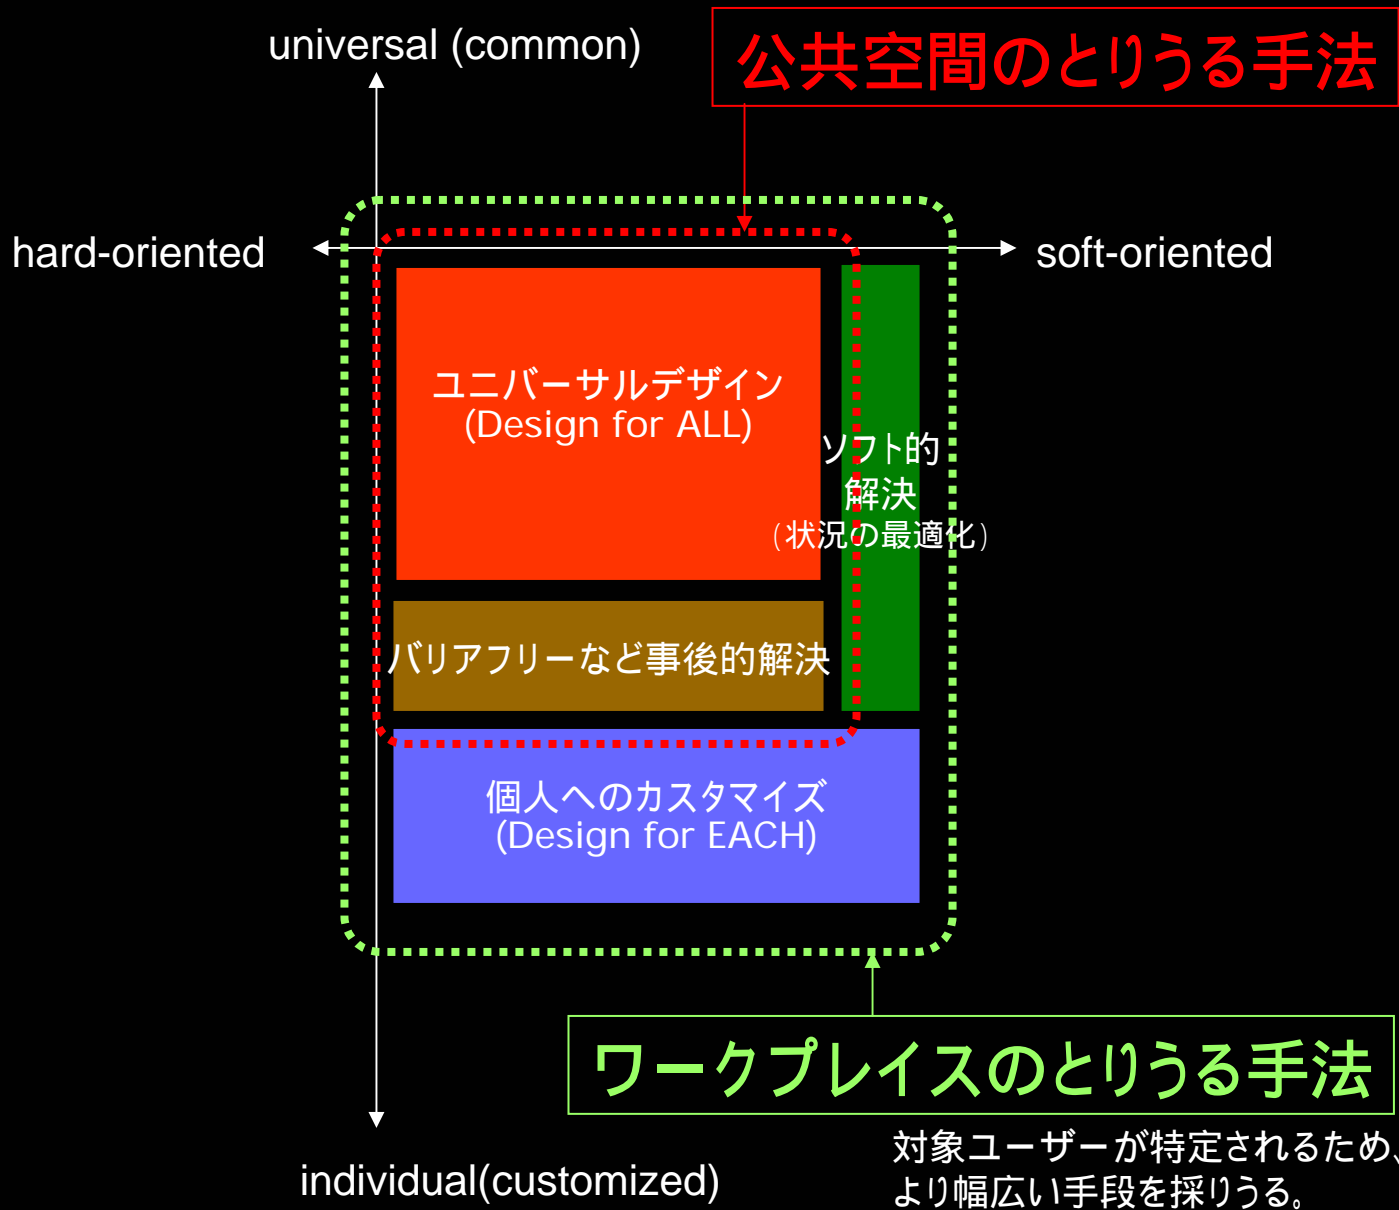 universal (common)
公共空間のとりうる手法
hard-oriented
soft-oriented
ユニバーサルデザイン
(Design for ALL)
ソフト的
解決
(状況の最適化)
バリアフリーなど事後的解決
個人へのカスタマイズ
(Design for EACH)
ワークプレイスのとりうる手法
対象ユーザーが特定されるため、
より幅広い手段を採りうる。
individual(customized)